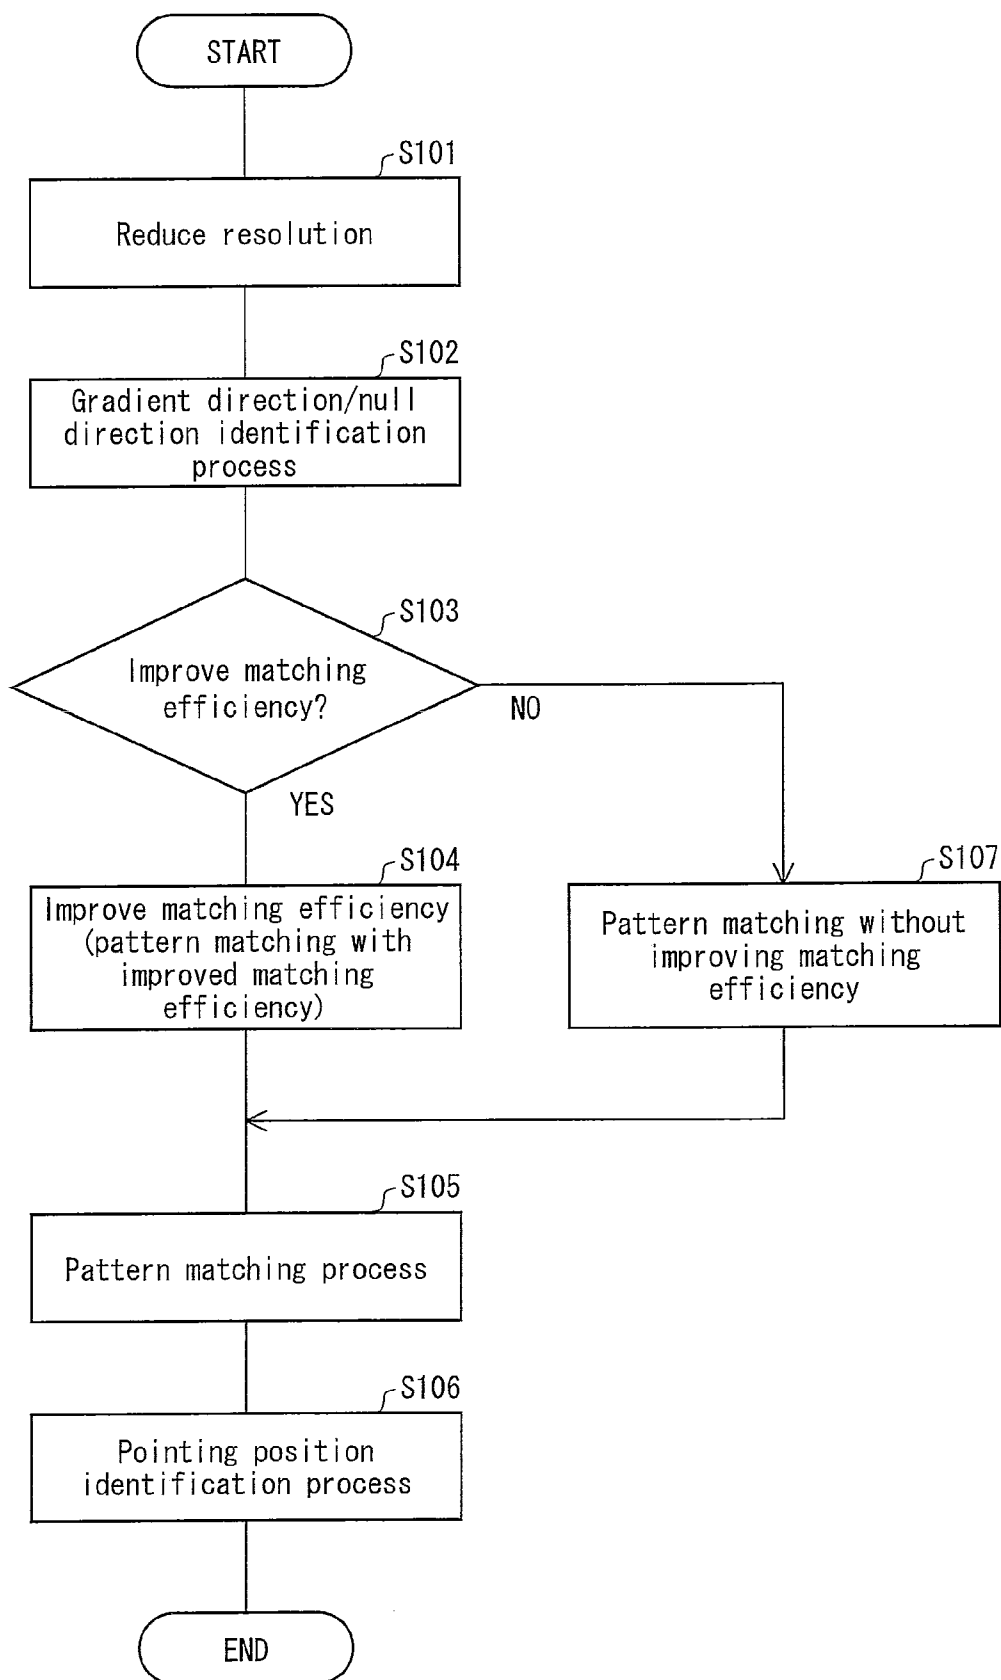 START
S101
Reduce resolution
S102
Gradient direction/null
direction identification
process
S103
Improve matching
efficiency?
NO
YES
S104
Improve matching efficiency
(pattern matching with
improved matching
efficiency)
S107
Pattern matching without
improving matching
efficiency
S105
Pattern matching process
S106
Pointing position
identification process
END